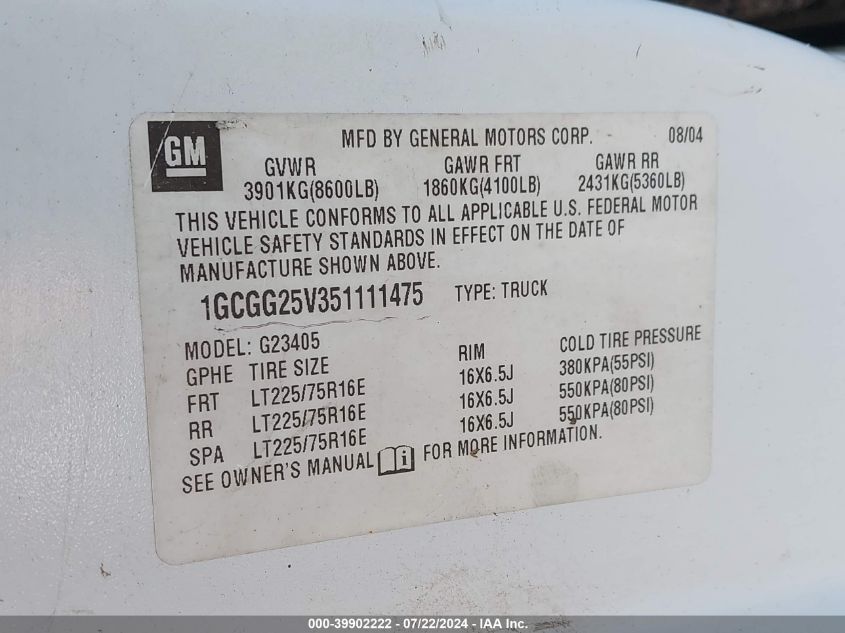 GM
MFD BY GENERAL MOTORS CORP. 08/04
GVWR GAWR FRT GAWR RR
3901KG(8600LB) 1860KG(4100LB) 2431KG(5360LB)
THIS VEHICLE CONFORMS TO ALL APPLICABLE U.S. FEDERAL MOTOR
VEHICLE SAFETY STANDARDS IN EFFECT ON THE DATE OF
MANUFACTURE SHOWN ABOVE.
1GCGG25V351111475 TYPE: TRUCK
MODEL: G23405
GPHE TIRE SIZE RIM COLD TIRE PRESSURE
FRT LT225/75R16E 16X6.5J 380KPA(55PSI)
RR LT225/75R16E 16X6.5J 550KPA(80PSI)
SPA LT225/75R16E 16X6.5J 550KPA(80PSI)
SEE OWNER'S MANUAL i FOR MORE INFORMATION.
000-39902222 - 07/22/2024 - IAA Inc.